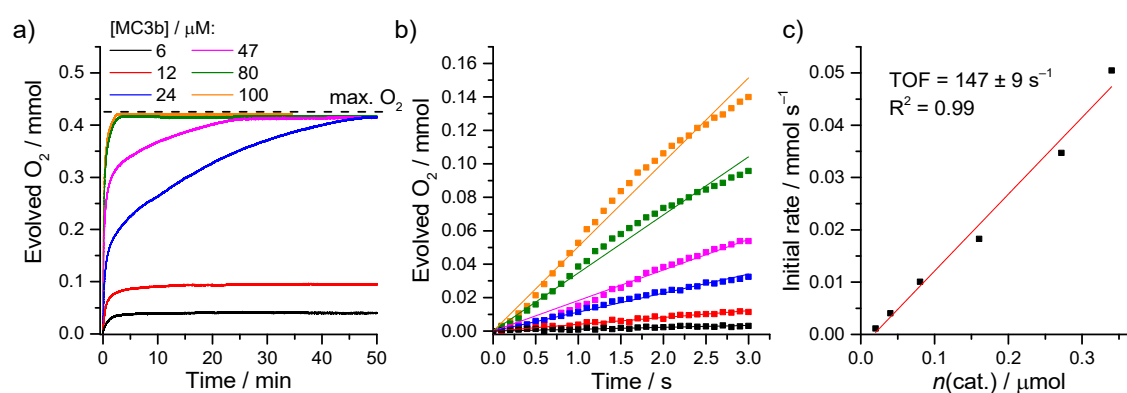 a)
[MC3b] / μM:
6
12
24
47
80
100
max. O₂
0.5
0.4
0.3
0.2
0.1
0.0
Evolved O₂ / mmol
0 10 20 30 40 50
Time / min
b)
0.16
0.14
0.12
0.10
0.08
0.06
0.04
0.02
0.00
Evolved O₂ / mmol
0.0 0.5 1.0 1.5 2.0 2.5 3.0
Time / s
c)
TOF = 147 ± 9 s⁻¹
R² = 0.99
0.05
0.04
0.03
0.02
0.01
0.00
Initial rate / mmol s⁻¹
0.0 0.1 0.2 0.3
n(cat.) / μmol